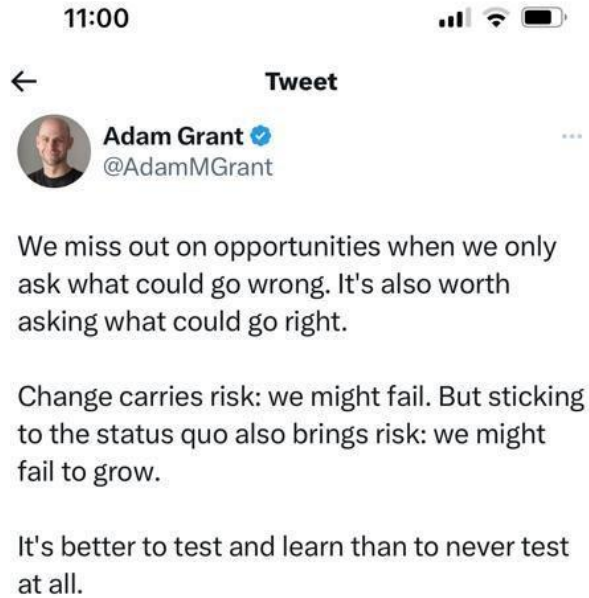 11:00
Tweet
Adam Grant
@AdamMGrant
We miss out on opportunities when we only
ask what could go wrong. It's also worth
asking what could go right.
Change carries risk: we might fail. But sticking
to the status quo also brings risk: we might
fail to grow.
It's better to test and learn than to never test
at all.